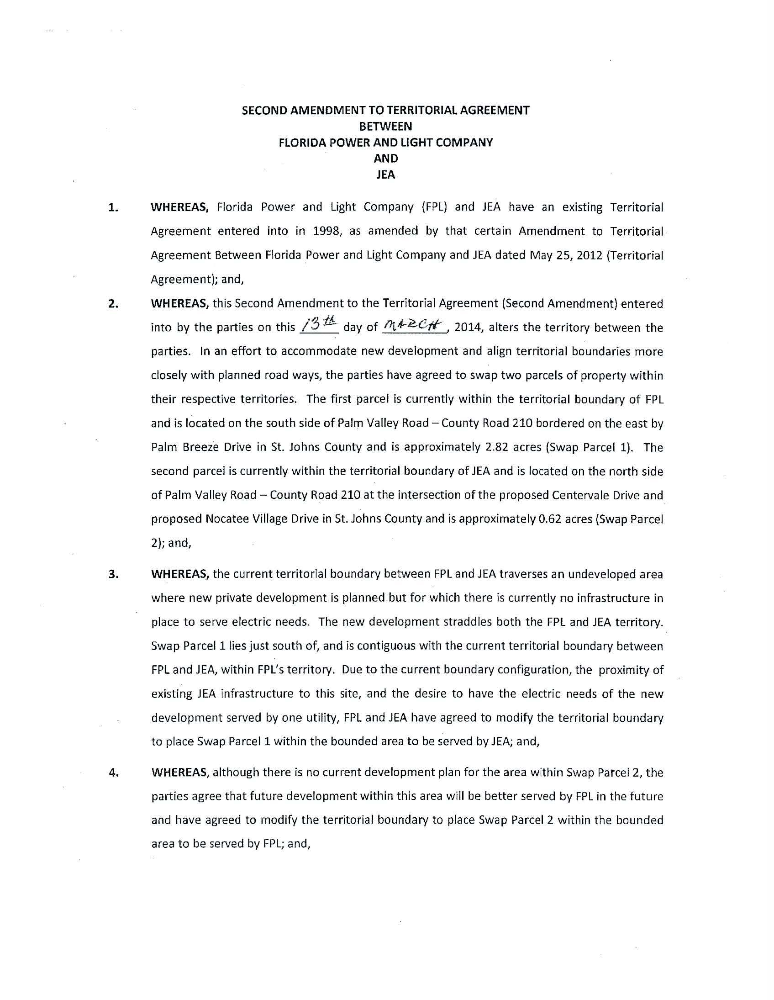 SECOND AMENDMENT TO TERRITORIAL AGREEMENT
BETWEEN
FLORIDA POWER AND LIGHT COMPANY
AND
JEA
1. WHEREAS, Florida Power and Light Company (FPL) and JEA have an existing Territorial
Agreement entered into in 1998, as amended by that certain Amendment to Territorial
Agreement Between Florida Power and Light Company and JEA dated May 25, 2012 (Territorial
Agreement); and,
2. WHEREAS, this Second Amendment to the Territorial Agreement (Second Amendment) entered
into by the parties on this 13th day of MARCH, 2014, alters the territory between the
parties. In an effort to accommodate new development and align territorial boundaries more
closely with planned road ways, the parties have agreed to swap two parcels of property within
their respective territories. The first parcel is currently within the territorial boundary of FPL
and is located on the south side of Palm Valley Road – County Road 210 bordered on the east by
Palm Breeze Drive in St. Johns County and is approximately 2.82 acres (Swap Parcel 1). The
second parcel is currently within the territorial boundary of JEA and is located on the north side
of Palm Valley Road – County Road 210 at the intersection of the proposed Centervale Drive and
proposed Nocatee Village Drive in St. Johns County and is approximately 0.62 acres (Swap Parcel
2); and,
3. WHEREAS, the current territorial boundary between FPL and JEA traverses an undeveloped area
where new private development is planned but for which there is currently no infrastructure in
place to serve electric needs. The new development straddles both the FPL and JEA territory.
Swap Parcel 1 lies just south of, and is contiguous with the current territorial boundary between
FPL and JEA, within FPL's territory. Due to the current boundary configuration, the proximity of
existing JEA infrastructure to this site, and the desire to have the electric needs of the new
development served by one utility, FPL and JEA have agreed to modify the territorial boundary
to place Swap Parcel 1 within the bounded area to be served by JEA; and,
4. WHEREAS, although there is no current development plan for the area within Swap Parcel 2, the
parties agree that future development within this area will be better served by FPL in the future
and have agreed to modify the territorial boundary to place Swap Parcel 2 within the bounded
area to be served by FPL; and,